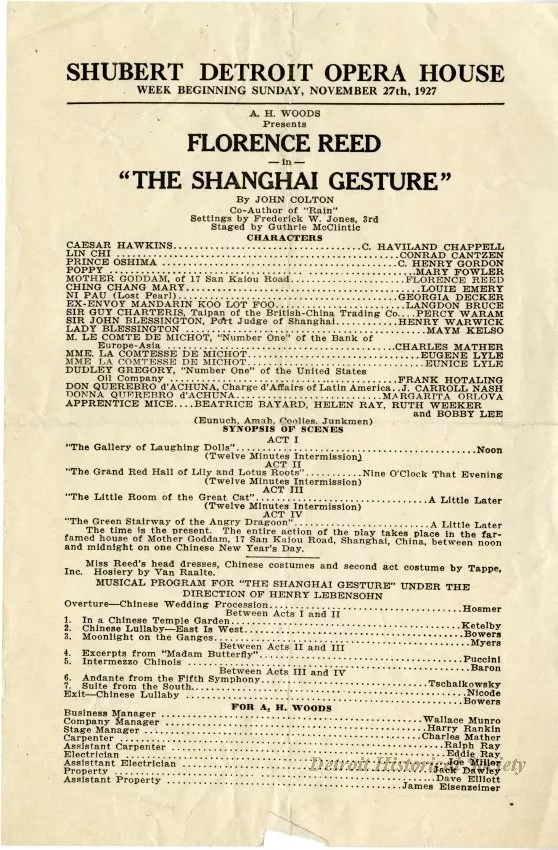 SHUBERT DETROIT OPERA HOUSE
WEEK BEGINNING SUNDAY, NOVEMBER 27th, 1927
A. H. WOODS
Presents
FLORENCE REED
—in—
"THE SHANGHAI GESTURE"
By JOHN COLTON
Co-Author of "Rain"
Settings by Frederick W. Jones, 3rd
Staged by Guthrie McClintic
CHARACTERS
CAESAR HAWKINS....C. HAVILAND CHAPPELL
LIN CHI....CONRAD CANTZEN
PRINCE OSHIMA....C. HENRY GORDON
POPPY....MARY FOWLER
MOTHER GODDAM, of 17 San Kaiou Road....FLORENCE REED
CHING CHANG MARY....LOUIE EMERY
NI PAU (Lost Pearl)....GEORGIA DECKER
EX-ENVOY MANDARIN KOO LOT FOO....LANGDON BRUCE
SIR GUY CHARTERIS, Taipan of the British-China Trading Co....PERCY WARAM
SIR JOHN BLESSINGTON, Port Judge of Shanghai....HENRY WARWICK
LADY BLESSINGTON....MAYM KELSO
M. LE COMTE DE MICHOT, "Number One" of the Bank of
Europe-Asia....CHARLES MATHER
MME. LA COMTESSE DE MICHOT....EUGENE LYLE
MME LA COMTESSE DE MICHOT....EUNICE LYLE
DUDLEY GREGORY, "Number One" of the United States
Oil Company....FRANK HOTALING
DON QUEREBRO d'ACHUNA, Charge d'Affairs of Latin America..J. CARROLL NASH
DONNA QUEREBRO d'ACHUNA....MARGARITA ORLOVA
APPRENTICE MICE....BEATRICE BAYARD, HELEN RAY, RUTH WEEKER
and BOBBY LEE
(Eunuch, Amah, Coolies, Junkmen)
SYNOPSIS OF SCENES
ACT I
"The Gallery of Laughing Dolls"....Noon
(Twelve Minutes Intermission)
ACT II
"The Grand Red Hall of Lily and Lotus Roots"....Nine O'Clock That Evening
(Twelve Minutes Intermission)
ACT III
"The Little Room of the Great Cat"....A Little Later
(Twelve Minutes Intermission)
ACT IV
"The Green Stairway of the Angry Dragoon"....A Little Later
The time is the present. The entire action of the play takes place in the far-
famed house of Mother Goddam, 17 San Kaiou Road, Shanghai, China, between noon
and midnight on one Chinese New Year's Day.
Miss Reed's head dresses, Chinese costumes and second act costume by Tappe,
Inc. Hosiery by Van Raalte.
MUSICAL PROGRAM FOR "THE SHANGHAI GESTURE" UNDER THE
DIRECTION OF HENRY LEBENSOHN
Overture—Chinese Wedding Procession....Hosmer
Between Acts I and II
1. In a Chinese Temple Garden....Ketelby
2. Chinese Lullaby—East Is West....Bowers
3. Moonlight on the Ganges....Myers
Between Acts II and III
4. Excerpts from "Madam Butterfly"....Puccini
5. Intermezzo Chinois....Baron
Between Acts III and IV
6. Andante from the Fifth Symphony....Tschaikowsky
7. Suite from the South....Nicode
Exit—Chinese Lullaby....Bowers
FOR A. H. WOODS
Business Manager....Wallace Munro
Company Manager....Harry Rankin
Stage Manager....Charles Mather
Carpenter....Ralph Ray
Assistant Carpenter....Eddie Ray
Electrician....Joe Miller
Assisttant Electrician....Jack Dawley
Property....Dave Elliott
Assistant Property....James Eisenzeimer
Detroit Historical Society